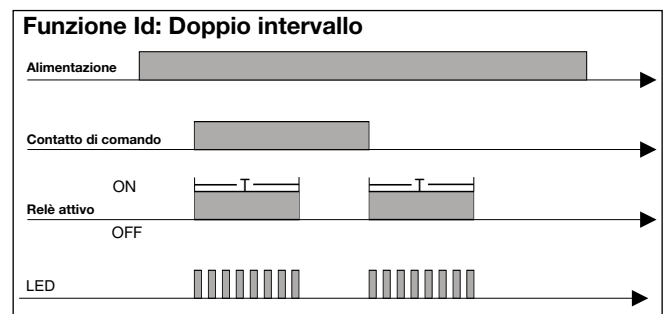 Funzione Id: Doppio intervallo
Alimentazione
Contatto di comando
ON
T T
Relè attivo
OFF
LED